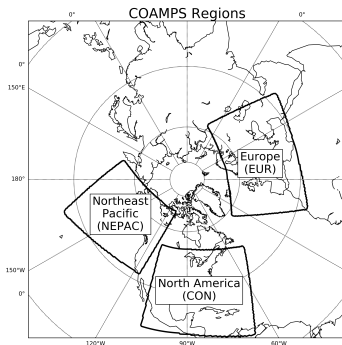 COAMPS Regions
0°
0°
0°
150°E
Europe
(EUR)
180°
Northeast
Pacific
(NEPAC)
150°W
North America
(CON)
0°
120°W
90°W
60°W